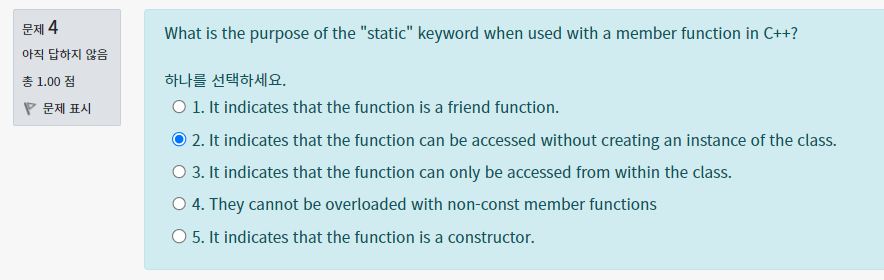 문제 4
아직 답하지 않음
총 1.00 점
문제 표시
What is the purpose of the "static" keyword when used with a member function in C++?
하나를 선택하세요.
1. It indicates that the function is a friend function.
2. It indicates that the function can be accessed without creating an instance of the class.
3. It indicates that the function can only be accessed from within the class.
4. They cannot be overloaded with non-const member functions
5. It indicates that the function is a constructor.